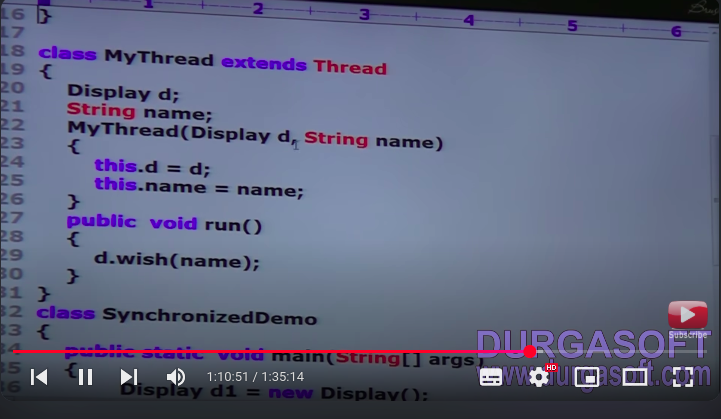 1 2 3 4 5 6
16 }
17
18 class MyThread extends Thread
19 {
20 Display d;
21 String name;
22 MyThread(Display d, String name)
23 {
24 this.d = d;
25 this.name = name;
26 }
27 public void run()
28 {
29 d.wish(name);
30 }
31 }
32 class SynchronizedDemo
33 {
34 public static void main(String[] args)
35 {
36 Display d1 = new Display();
Subscribe
DURGASOFT
www.durgasoft.com
1:10:51 / 1:35:14
HD